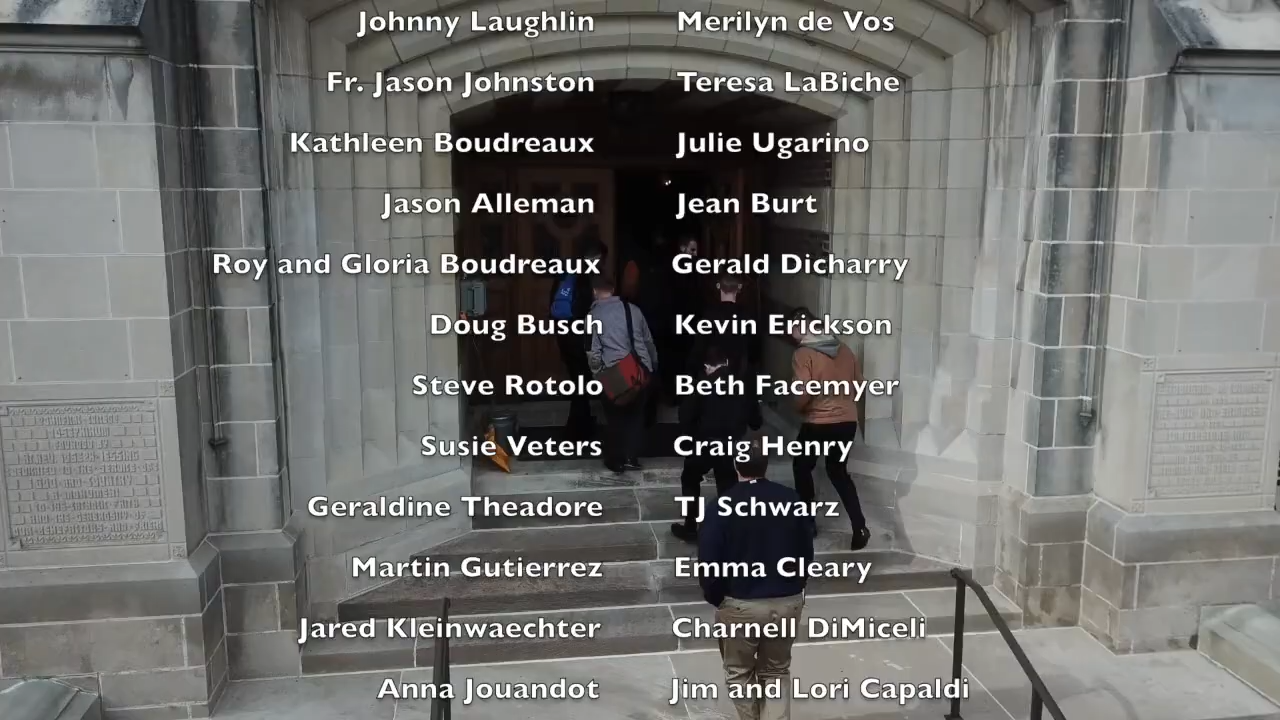 Johnny Laughlin Merilyn de Vos
Fr. Jason Johnston Teresa LaBiche
Kathleen Boudreaux Julie Ugarino
Jason Alleman Jean Burt
Roy and Gloria Boudreaux Gerald Dicharry
Doug Busch Kevin Erickson
Steve Rotolo Beth Facemyer
Susie Veters Craig Henry
Geraldine Theadore TJ Schwarz
Martin Gutierrez Emma Cleary
Jared Kleinwaechter Charnell DiMiceli
Anna Jouandot Jim and Lori Capaldi